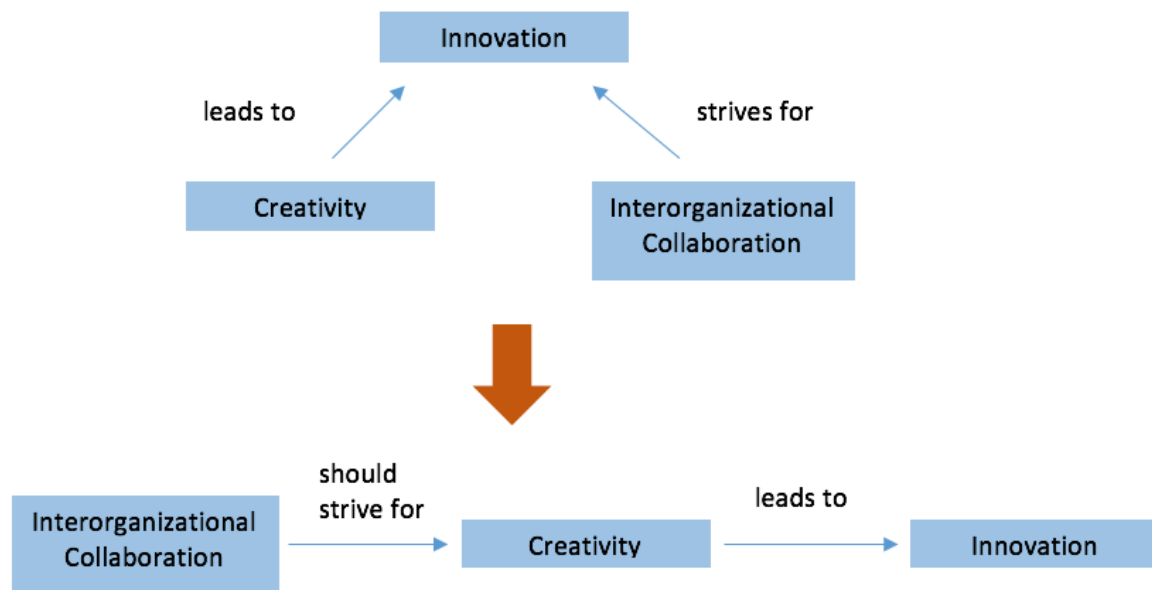 Innovation
leads to
strives for
Creativity
Interorganizational
Collaboration
should
strive for
leads to
Interorganizational
Collaboration
Creativity
Innovation